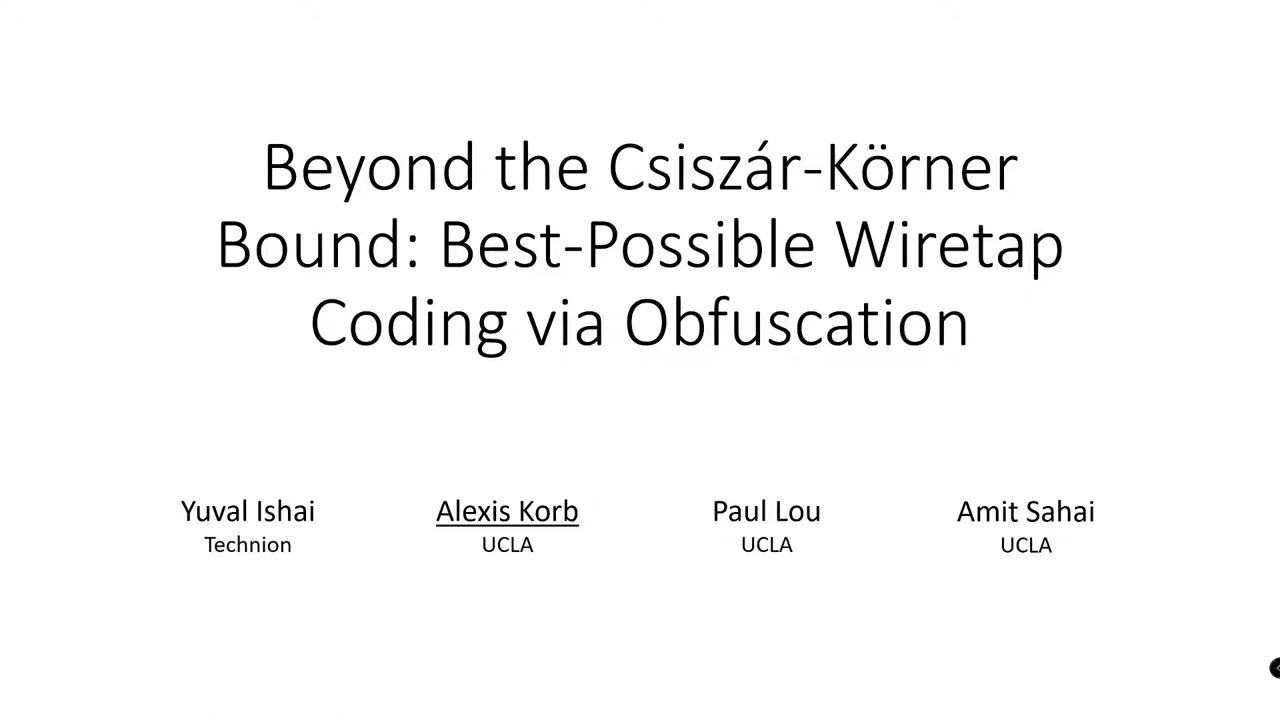 Beyond the Csiszár-Körner
Bound: Best-Possible Wiretap
Coding via Obfuscation
Yuval Ishai
Technion
Alexis Korb
UCLA
Paul Lou
UCLA
Amit Sahai
UCLA